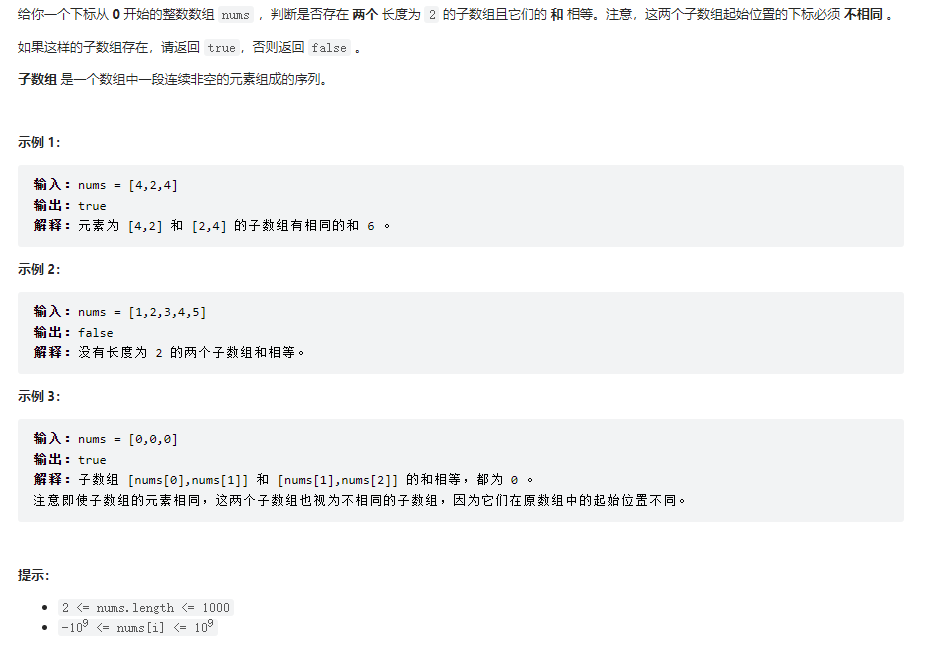 给你一个下标从 0 开始的整数数组 nums ，判断是否存在 两个 长度为 2 的子数组且它们的 和 相等。注意，这两个子数组起始位置的下标必须 不相同 。
如果这样的子数组存在，请返回 true，否则返回 false 。
子数组 是一个数组中一段连续非空的元素组成的序列。
示例 1：
输入：nums = [4,2,4]
输出：true
解释：元素为 [4,2] 和 [2,4] 的子数组有相同的和 6 。
示例 2：
输入：nums = [1,2,3,4,5]
输出：false
解释：没有长度为 2 的两个子数组和相等。
示例 3：
输入：nums = [0,0,0]
输出：true
解释：子数组 [nums[0],nums[1]] 和 [nums[1],nums[2]] 的和相等，都为 0 。
注意即使子数组的元素相同，这两个子数组也视为不相同的子数组，因为它们在原数组中的起始位置不同。
提示：
• 2 <= nums.length <= 1000
• -10⁹ <= nums[i] <= 10⁹